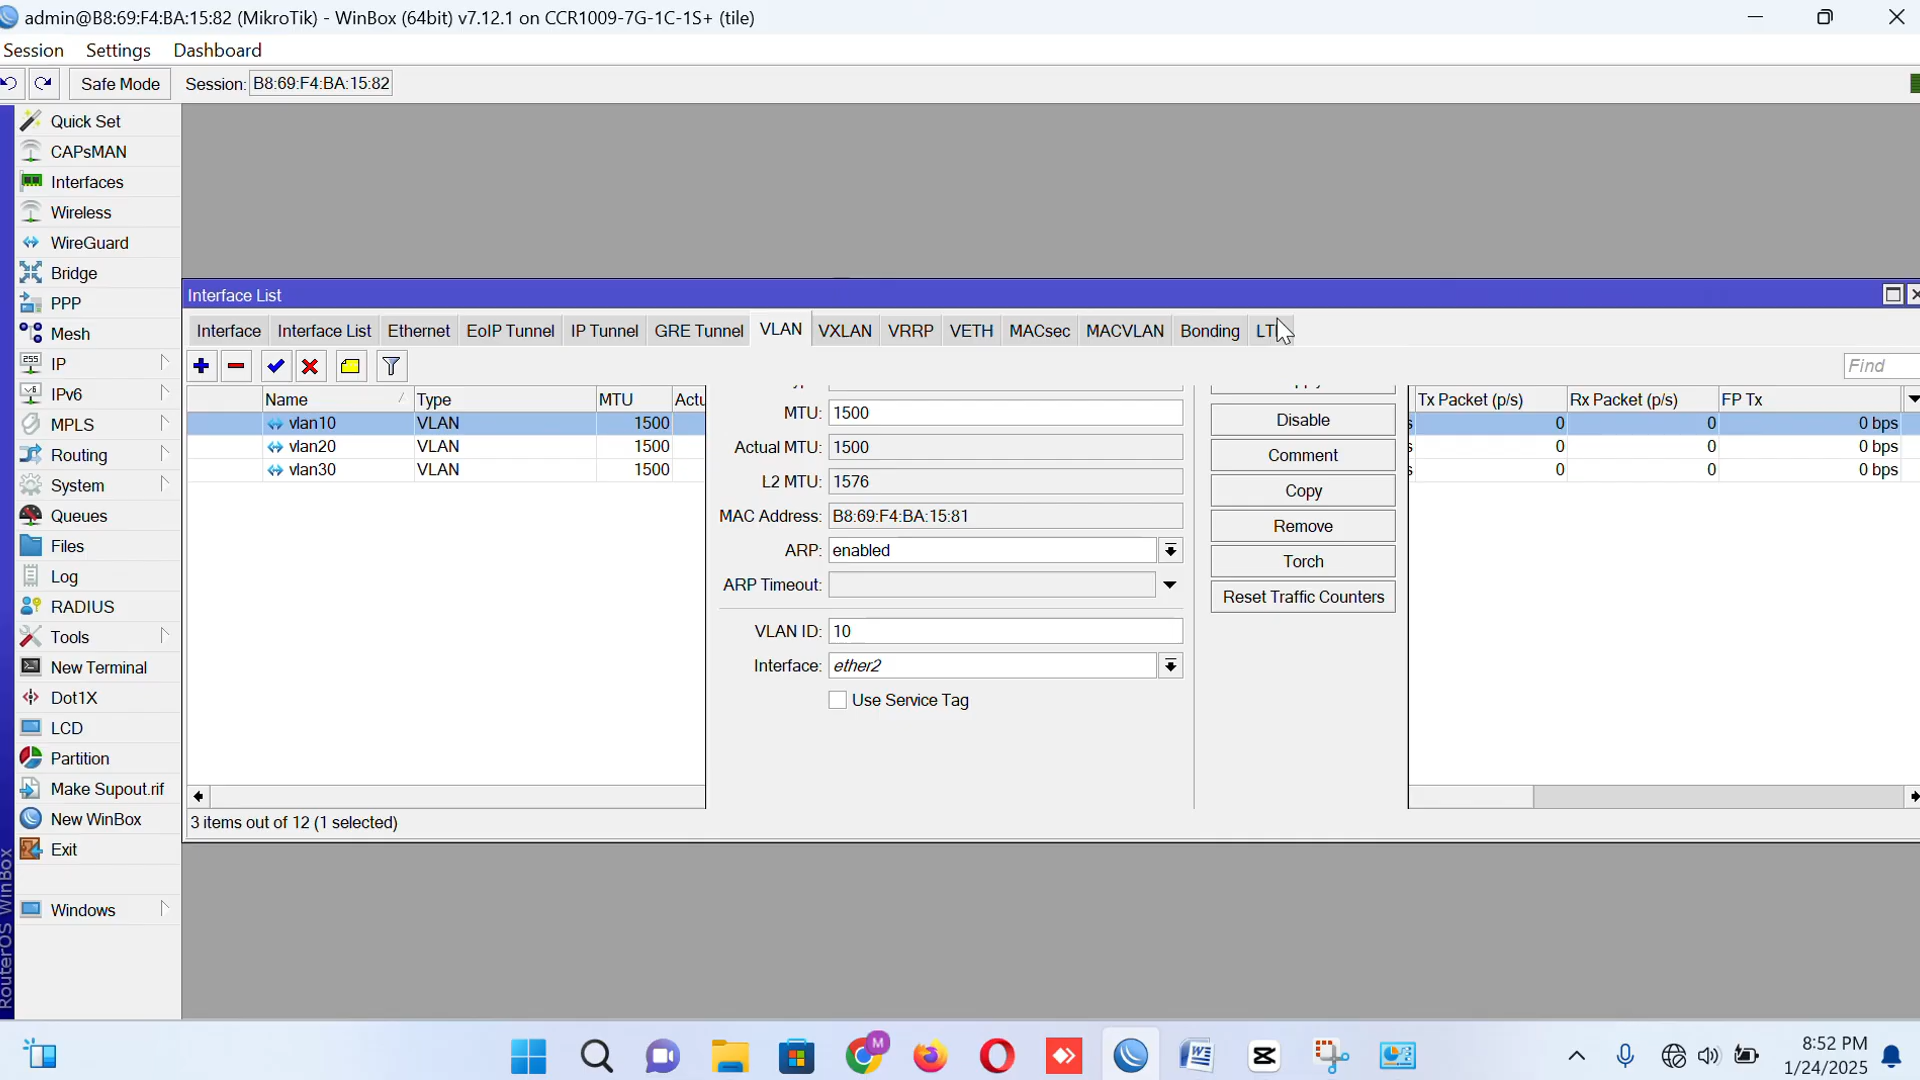 admin@B8:69:F4:BA:15:82 (MikroTik) - WinBox (64bit) v7.12.1 on CCR1009-7G-1C-1S+ (tile)
Session Settings Dashboard
Safe Mode Session: B8:69:F4:BA:15:82
Quick Set
CAPsMAN
Interfaces
Wireless
WireGuard
Bridge
PPP
Mesh
IP
IPv6
MPLS
Routing
System
Queues
Files
Log
RADIUS
Tools
New Terminal
Dot1X
LCD
Partition
Make Supout.rif
New WinBox
Exit
Windows
RouterOS WinBox
Interface List
Interface Interface List Ethernet EoIP Tunnel IP Tunnel GRE Tunnel VLAN VXLAN VRRP VETH MACsec MACVLAN Bonding
Find
Name Type MTU Tx Packet (p/s) Rx Packet (p/s) FP Tx
vlan10 VLAN 1500 0 0 0 bps
vlan20 VLAN 1500 0 0 0 bps
vlan30 VLAN 1500 0 0 0 bps
MTU: 1500
Actual MTU: 1500
L2 MTU: 1576
MAC Address: B8:69:F4:BA:15:81
ARP: enabled
ARP Timeout:
VLAN ID: 10
Interface: ether2
Use Service Tag
Disable
Comment
Copy
Remove
Torch
Reset Traffic Counters
3 items out of 12 (1 selected)
8:52 PM
1/24/2025